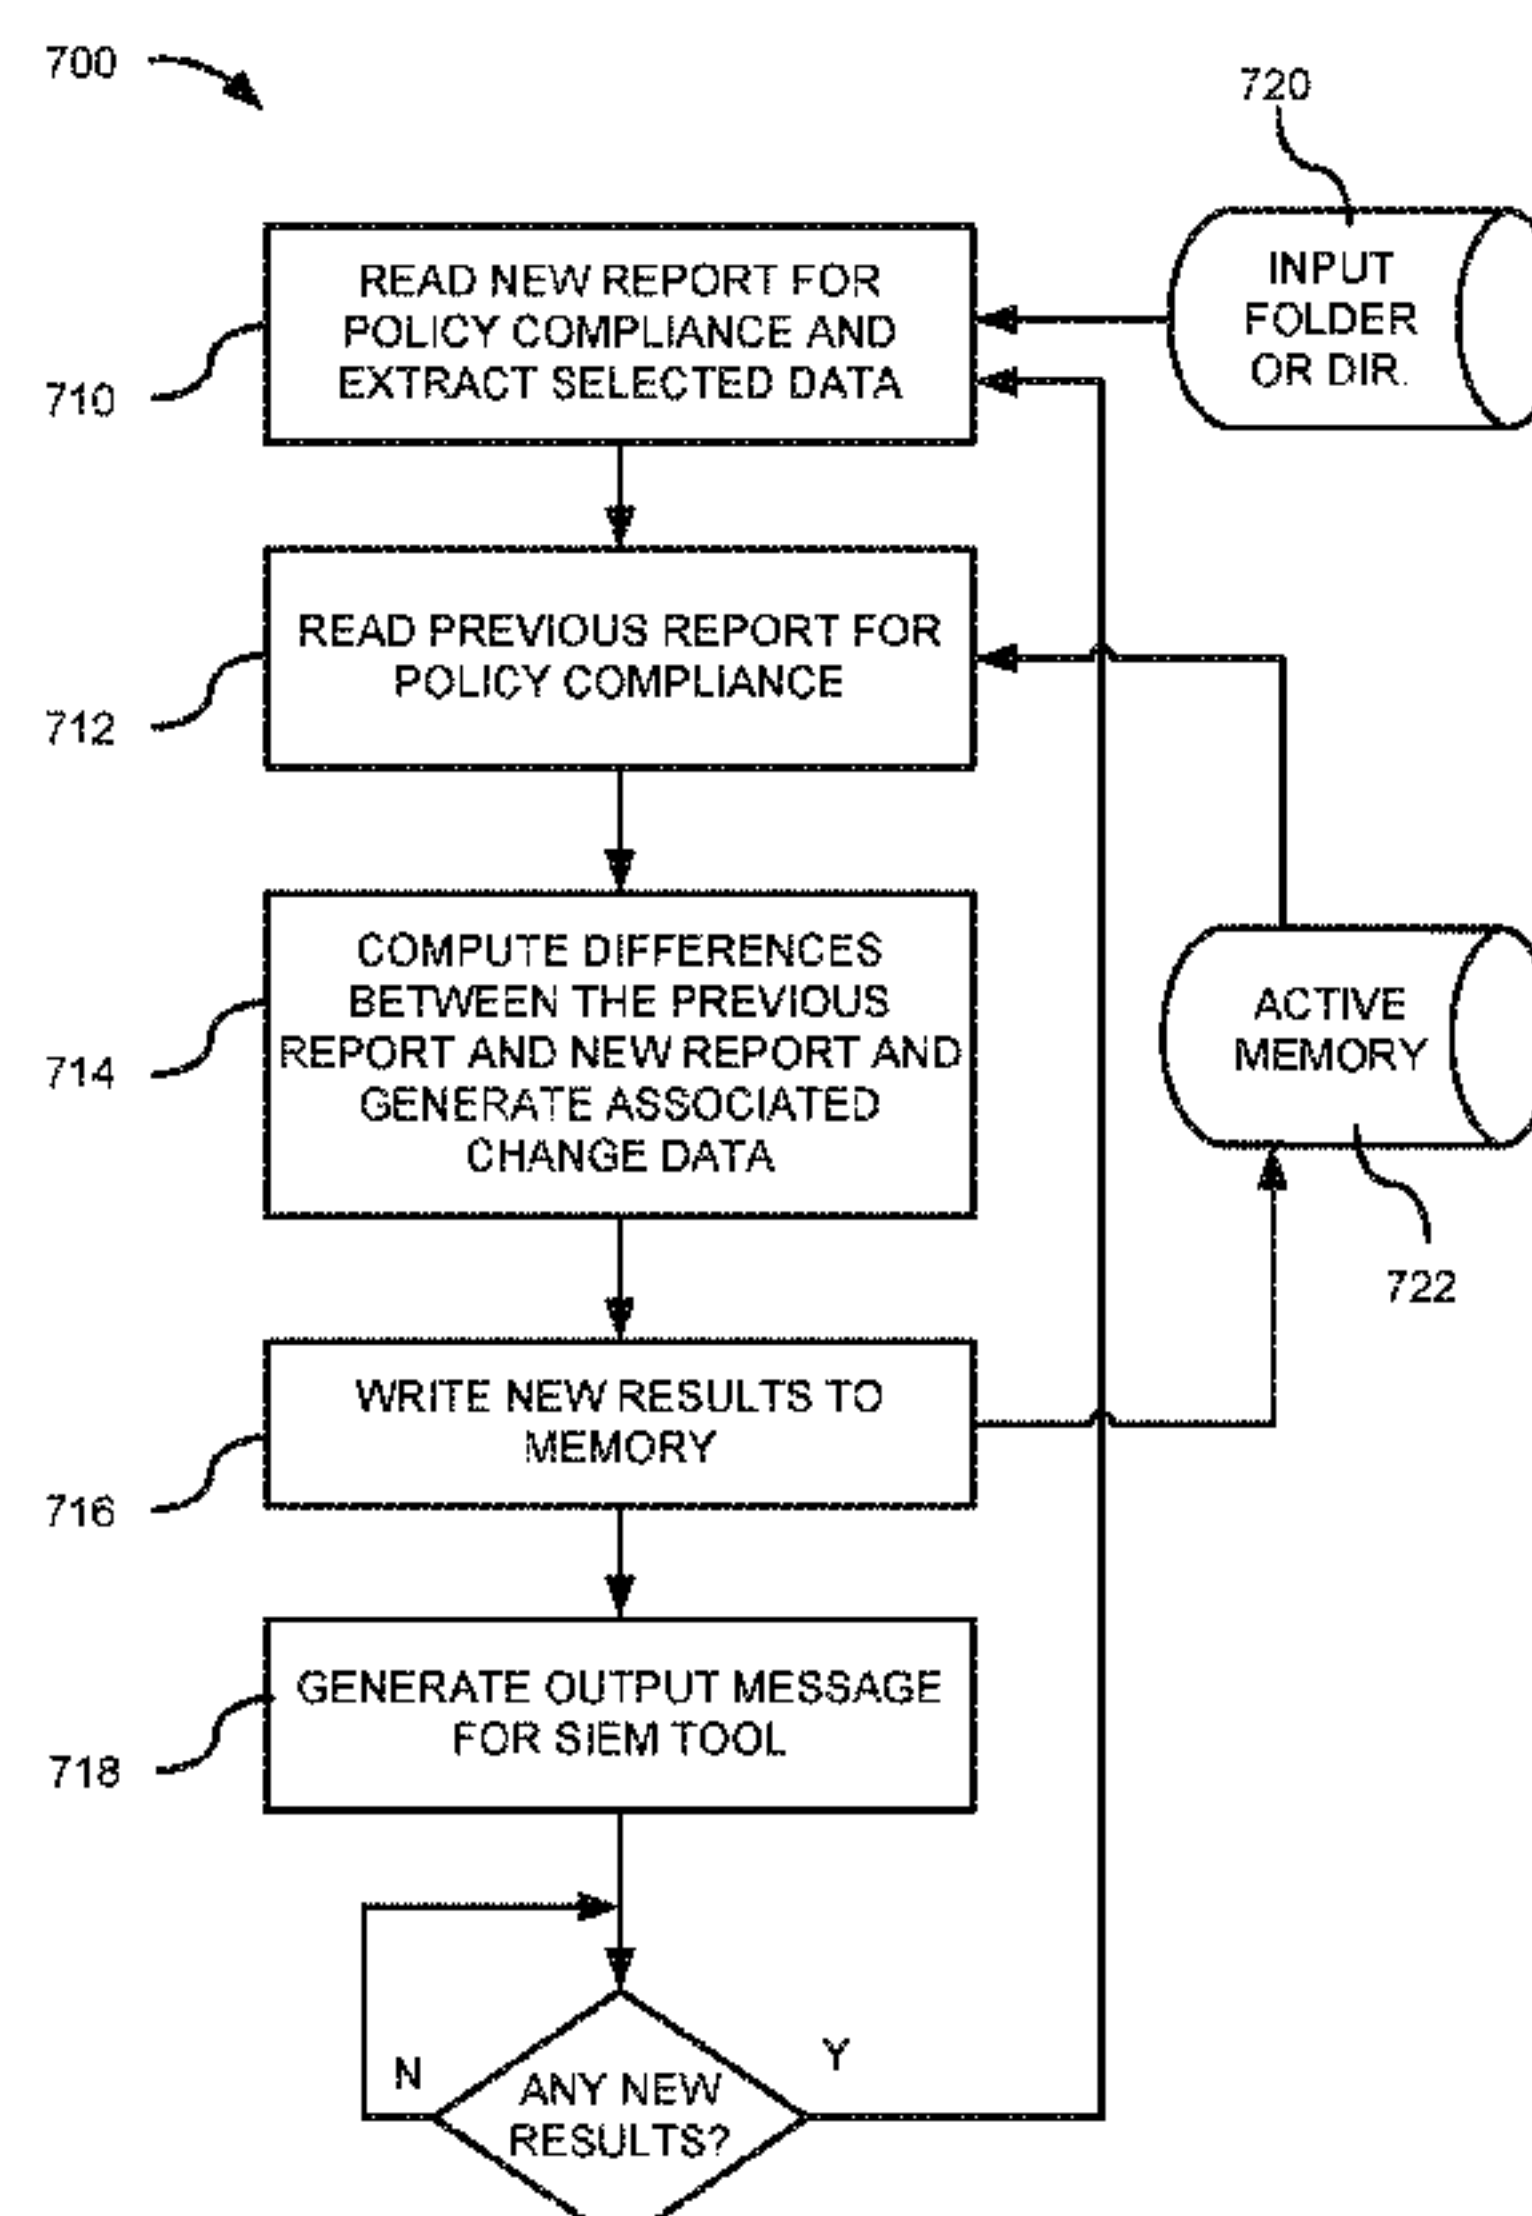 700
720
READ NEW REPORT FOR
POLICY COMPLIANCE AND
EXTRACT SELECTED DATA
INPUT
FOLDER
OR DIR.
710
READ PREVIOUS REPORT FOR
POLICY COMPLIANCE
712
COMPUTE DIFFERENCES
BETWEEN THE PREVIOUS
REPORT AND NEW REPORT AND
GENERATE ASSOCIATED
CHANGE DATA
ACTIVE
MEMORY
714
722
WRITE NEW RESULTS TO
MEMORY
716
GENERATE OUTPUT MESSAGE
FOR SIEM TOOL
718
N
Y
ANY NEW
RESULTS?